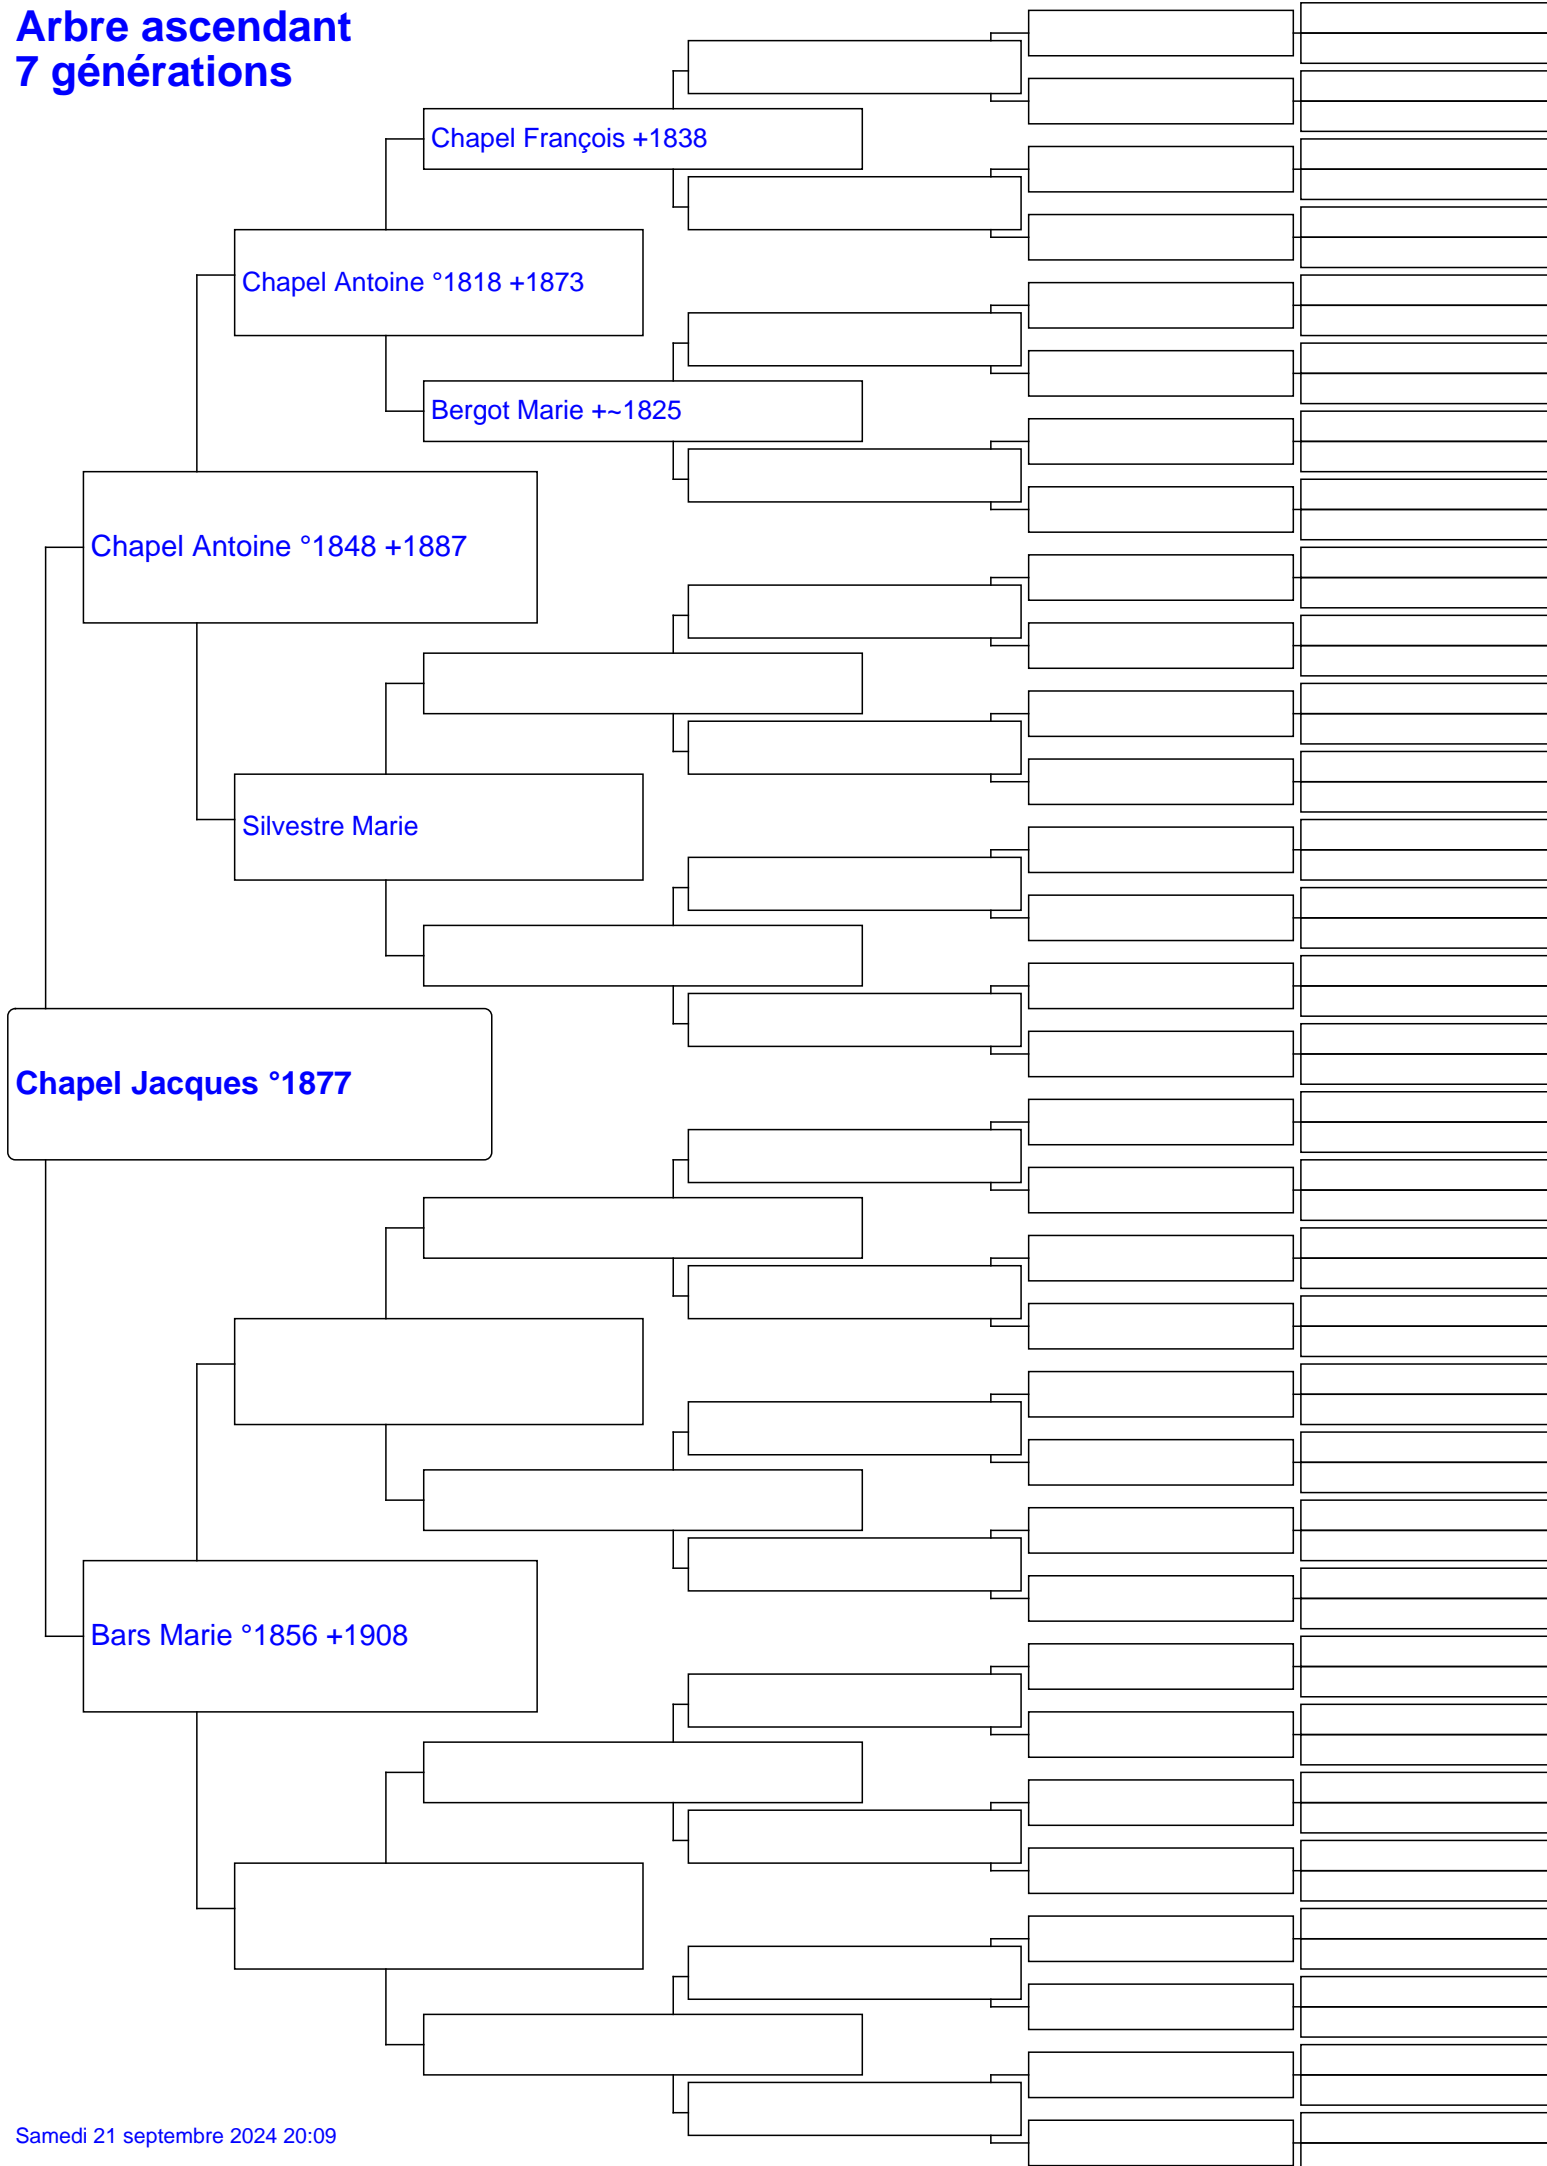 Arbre ascendant
7 générations
Chapel François +1838
Chapel Antoine °1818 +1873
Bergot Marie +~1825
Chapel Antoine °1848 +1887
Silvestre Marie
Chapel Jacques °1877
Bars Marie °1856 +1908
Samedi 21 septembre 2024 20:09